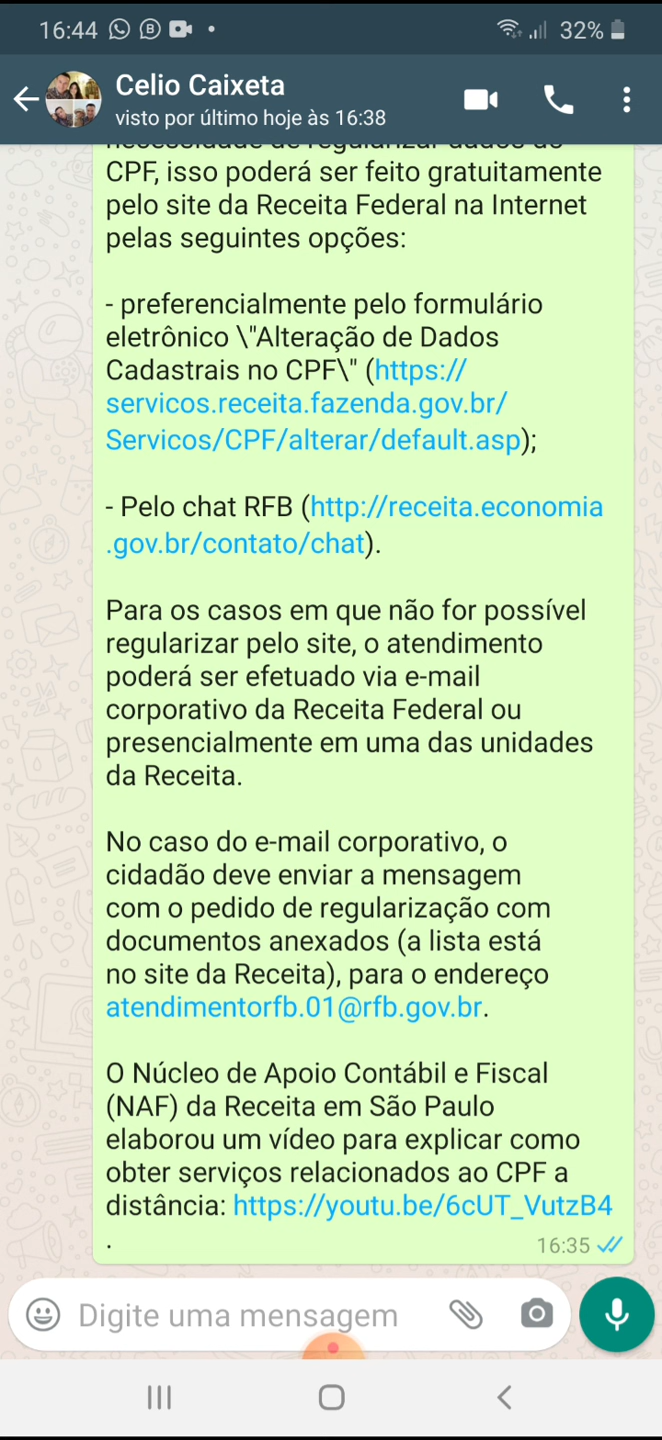 16:44 32%
Celio Caixeta
visto por último hoje às 16:38
necessidade de regularizar dados do
CPF, isso poderá ser feito gratuitamente
pelo site da Receita Federal na Internet
pelas seguintes opções:
- preferencialmente pelo formulário
eletrônico \"Alteração de Dados
Cadastrais no CPF\" (https://
servicos.receita.fazenda.gov.br/
Servicos/CPF/alterar/default.asp);
- Pelo chat RFB (http://receita.economia
.gov.br/contato/chat).
Para os casos em que não for possível
regularizar pelo site, o atendimento
poderá ser efetuado via e-mail
corporativo da Receita Federal ou
presencialmente em uma das unidades
da Receita.
No caso do e-mail corporativo, o
cidadão deve enviar a mensagem
com o pedido de regularização com
documentos anexados (a lista está
no site da Receita), para o endereço
atendimentorfb.01@rfb.gov.br.
O Núcleo de Apoio Contábil e Fiscal
(NAF) da Receita em São Paulo
elaborou um vídeo para explicar como
obter serviços relacionados ao CPF a
distância: https://youtu.be/6cUT_VutzB4
.
16:35
Digite uma mensagem